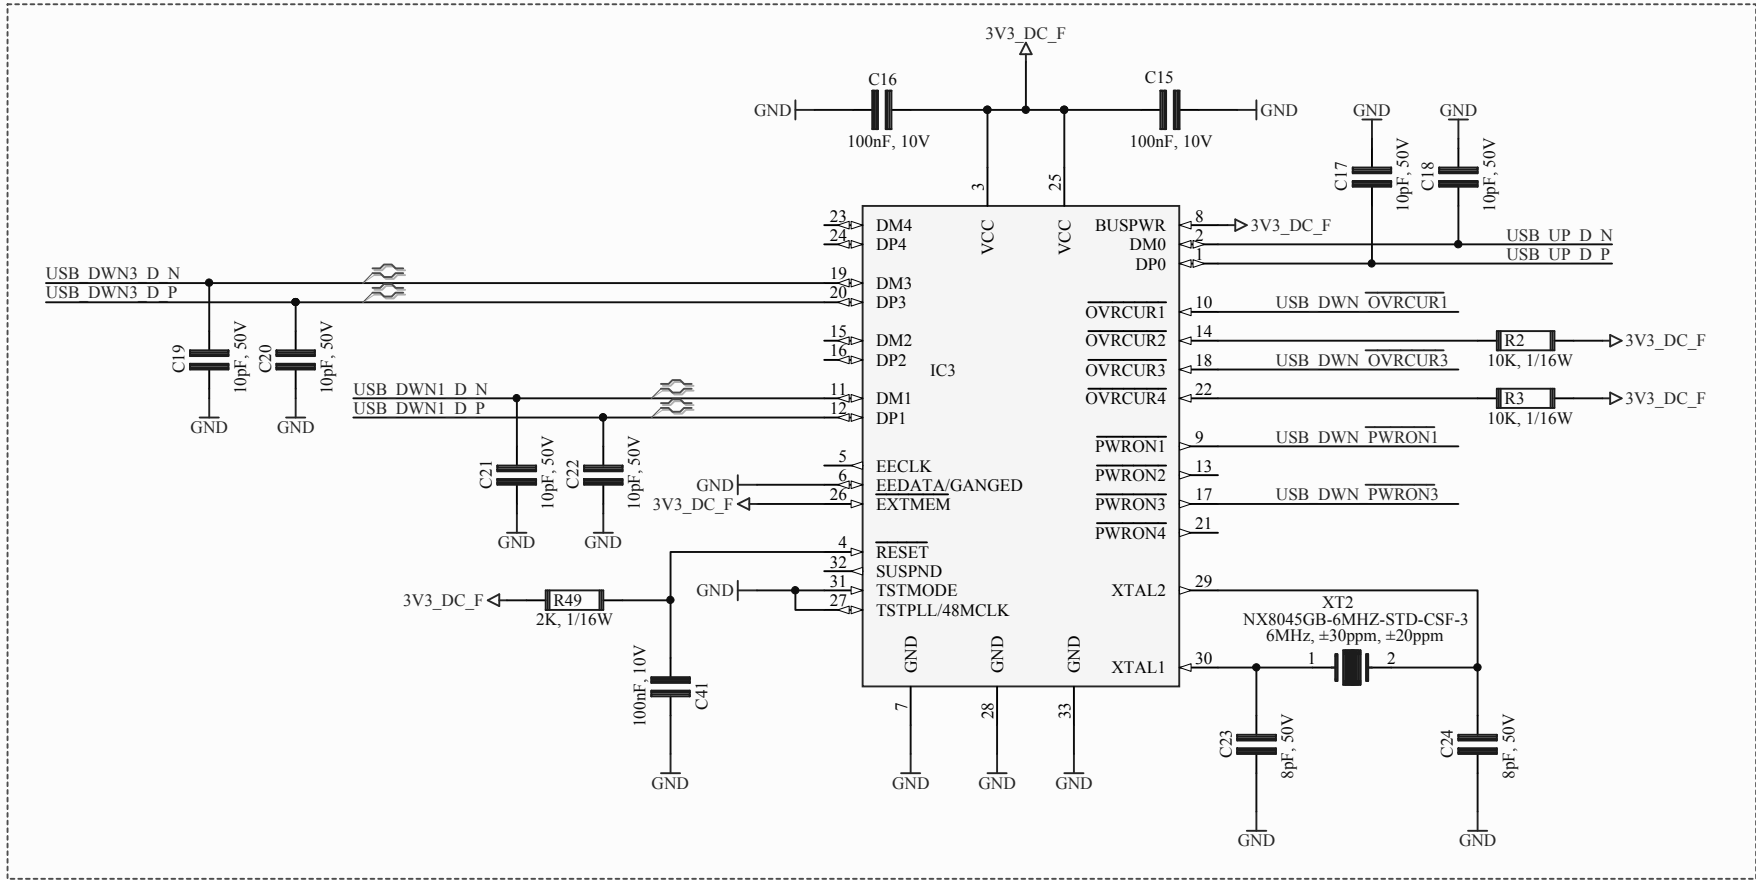 3V3_DC_F
C16
C15
GND
GND
100nF, 10V
100nF, 10V
GND
GND
C17
10pF, 50V
C18
10pF, 50V
3
25
VCC
VCC
23
DM4
24
DP4
BUSPWR
8
3V3_DC_F
DM0
2
USB_UP_D_N
DP0
1
USB_UP_D_P
USB_DWN3_D_N
19
DM3
USB_DWN3_D_P
20
DP3
OVRCUR1
10
USB_DWN_OVRCUR1
15
DM2
16
DP2
OVRCUR2
14
R2
10K, 1/16W
3V3_DC_F
C19
10pF, 50V
C20
10pF, 50V
GND
GND
IC3
OVRCUR3
18
USB_DWN_OVRCUR3
USB_DWN1_D_N
11
DM1
USB_DWN1_D_P
12
DP1
OVRCUR4
22
R3
10K, 1/16W
3V3_DC_F
C21
10pF, 50V
C22
10pF, 50V
GND
GND
PWRON1
9
USB_DWN_PWRON1
5
EECLK
PWRON2
13
GND
6
EEDATA/GANGED
3V3_DC_F
26
EXTMEM
PWRON3
17
USB_DWN_PWRON3
PWRON4
21
4
RESET
32
SUSPND
GND
31
TSTMODE
27
TSTPLL/48MCLK
3V3_DC_F
R49
2K, 1/16W
100nF, 10V
C41
GND
XTAL2
29
XT2
NX8045GB-6MHZ-STD-CSF-3
6MHz, ±30ppm, ±20ppm
XTAL1
30
1
2
GND
GND
GND
7
28
33
GND
GND
GND
C23
8pF, 50V
C24
8pF, 50V
GND
GND